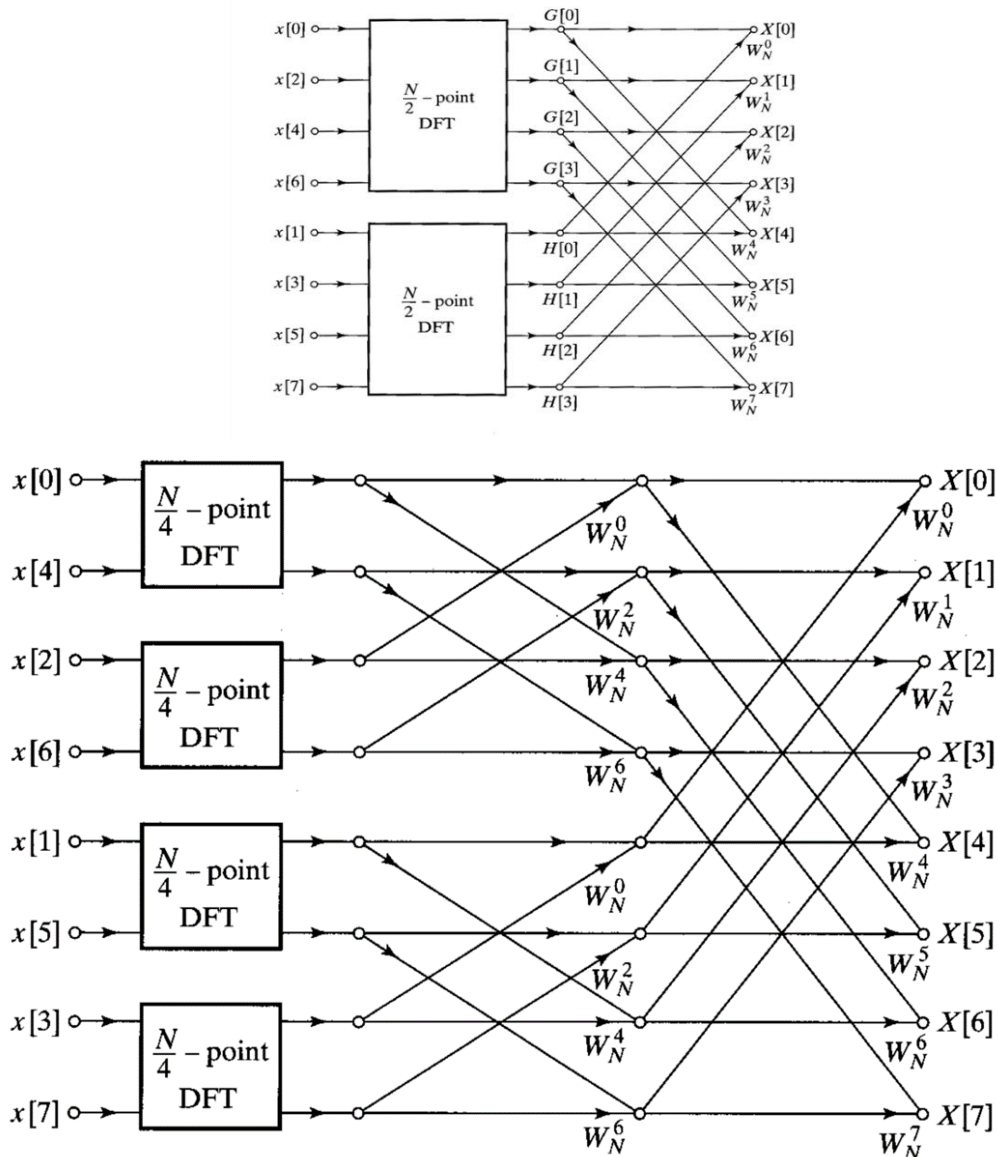 G[0]
x[0] X[0]
W_N^0
G[1]
x[2] X[1]
W_N^1
N/2 – point
DFT
G[2]
x[4] X[2]
W_N^2
G[3]
x[6] X[3]
W_N^3
x[1] H[0] X[4]
W_N^4
x[3] H[1] X[5]
W_N^5
N/2 – point
DFT
x[5] H[2] X[6]
W_N^6
x[7] H[3] X[7]
W_N^7
x[0] X[0]
N/4 – point
DFT
W_N^0 W_N^0
x[4] X[1]
W_N^2 W_N^1
x[2] X[2]
N/4 – point
DFT
W_N^4 W_N^2
x[6] X[3]
W_N^6 W_N^3
x[1] X[4]
N/4 – point
DFT
W_N^0 W_N^4
x[5] X[5]
W_N^2 W_N^5
x[3] X[6]
N/4 – point
DFT
W_N^4 W_N^6
x[7] X[7]
W_N^6 W_N^7